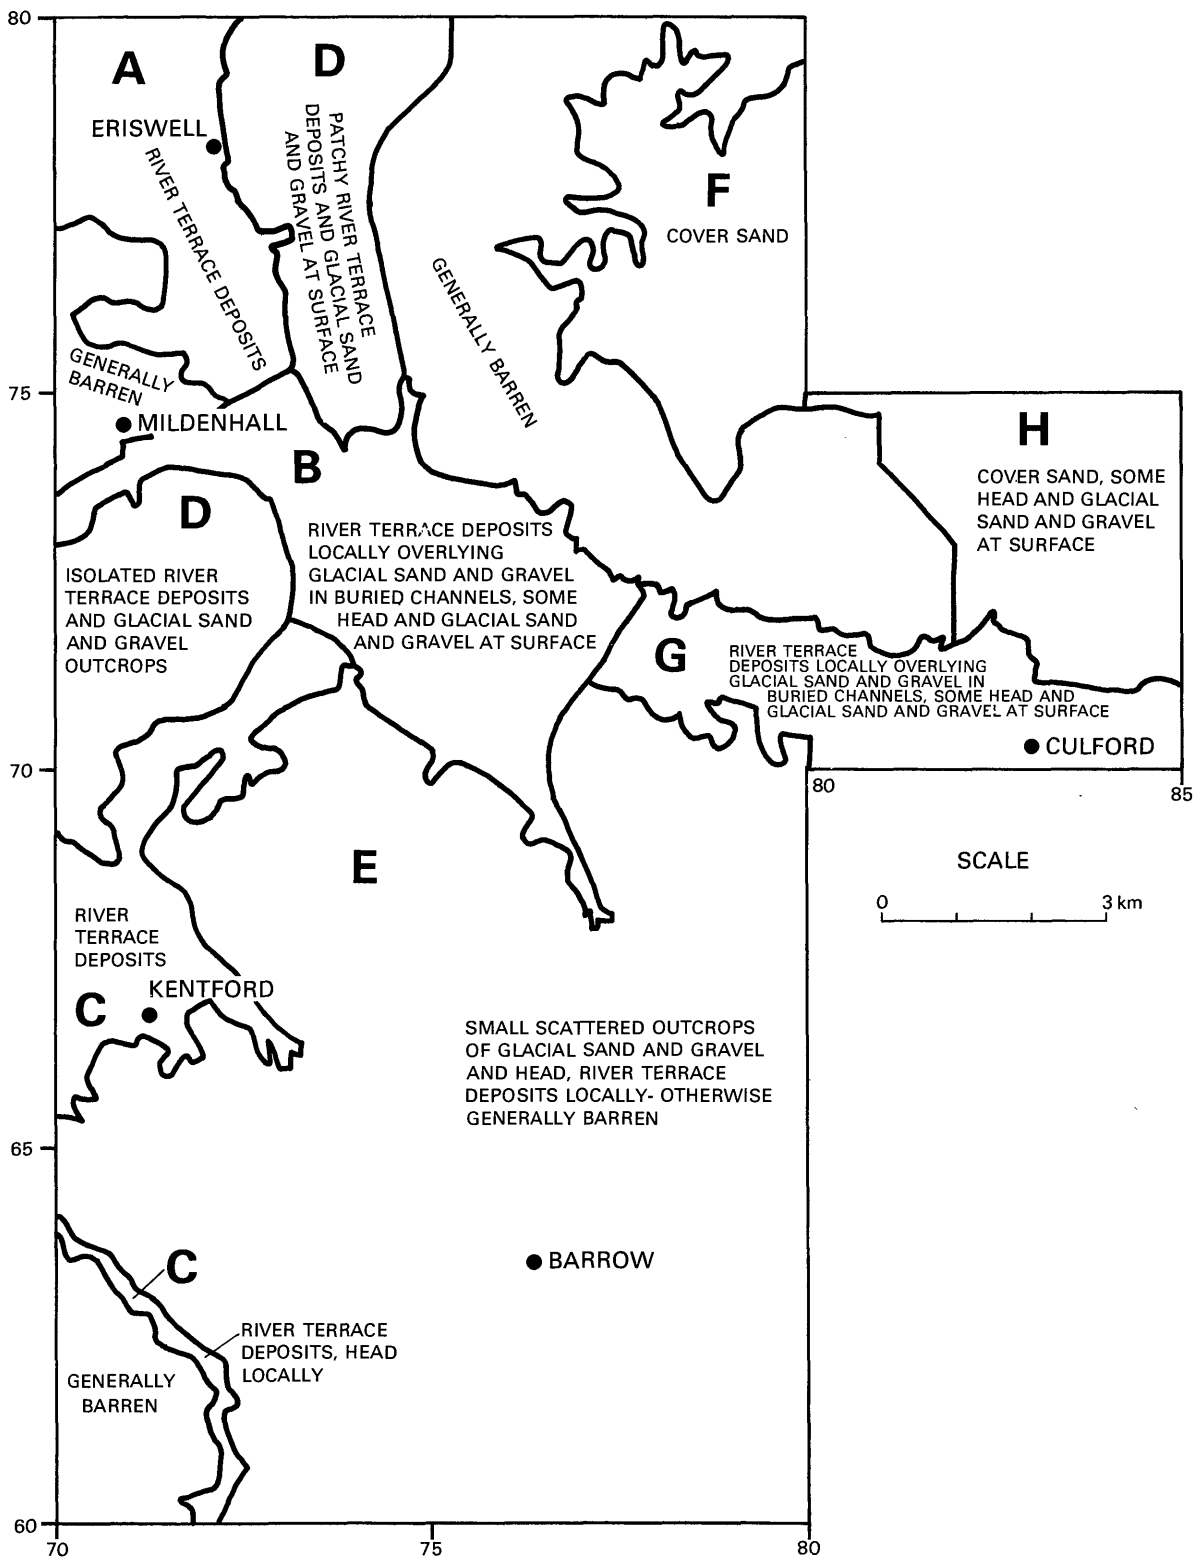 80
A
D
ERISWELL
RIVER TERRACE DEPOSITS
PATCHY RIVER TERRACE
DEPOSITS AND GLACIAL SAND
AND GRAVEL AT SURFACE
F
COVER SAND
GENERALLY BARREN
GENERALLY
BARREN
75
MILDENHALL
B
H
COVER SAND, SOME
HEAD AND GLACIAL
SAND AND GRAVEL
AT SURFACE
D
ISOLATED RIVER
TERRACE DEPOSITS
AND GLACIAL SAND
AND GRAVEL
OUTCROPS
RIVER TERRACE DEPOSITS
LOCALLY OVERLYING
GLACIAL SAND AND GRAVEL
IN BURIED CHANNELS, SOME
HEAD AND GLACIAL SAND
AND GRAVEL AT SURFACE
G
RIVER TERRACE
DEPOSITS LOCALLY OVERLYING
GLACIAL SAND AND GRAVEL IN
BURIED CHANNELS, SOME HEAD AND
GLACIAL SAND AND GRAVEL AT SURFACE
CULFORD
70
80
85
SCALE
0
3 km
E
RIVER
TERRACE
DEPOSITS
KENTFORD
C
SMALL SCATTERED OUTCROPS
OF GLACIAL SAND AND GRAVEL
AND HEAD, RIVER TERRACE
DEPOSITS LOCALLY- OTHERWISE
GENERALLY BARREN
65
C
BARROW
RIVER TERRACE
DEPOSITS, HEAD
LOCALLY
GENERALLY
BARREN
60
70
75
80